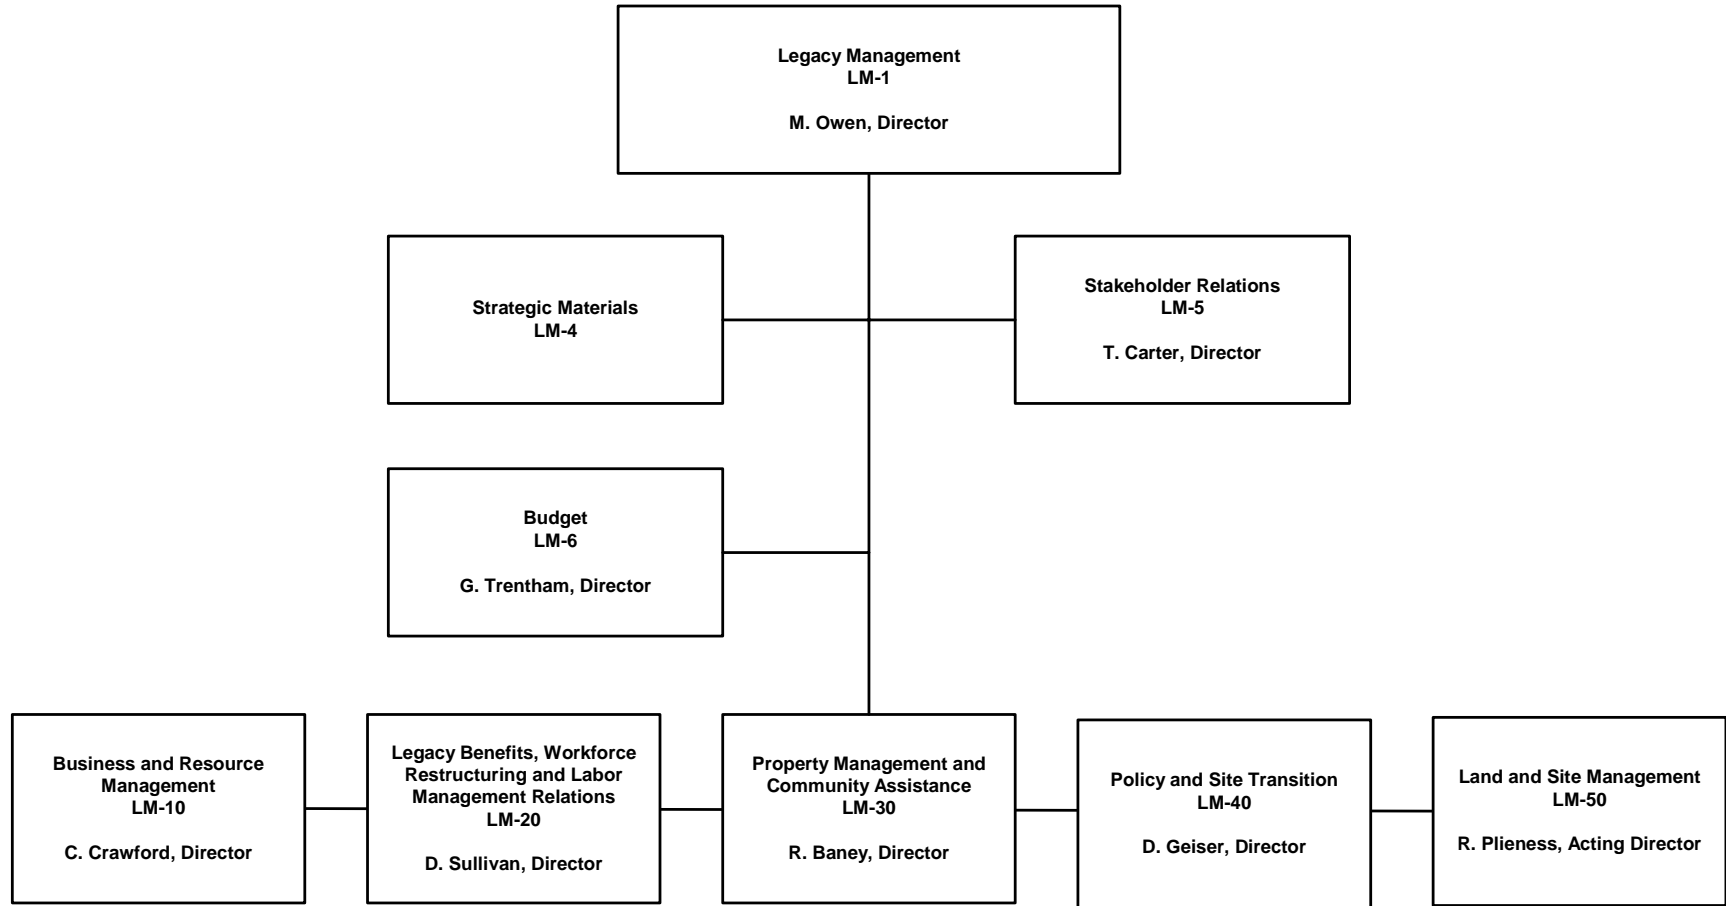 Legacy Management
LM-1
M. Owen, Director
Strategic Materials
LM-4
Stakeholder Relations
LM-5
T. Carter, Director
Budget
LM-6
G. Trentham, Director
Business and Resource
Management
LM-10
C. Crawford, Director
Legacy Benefits, Workforce
Restructuring and Labor
Management Relations
LM-20
D. Sullivan, Director
Property Management and
Community Assistance
LM-30
R. Baney, Director
Policy and Site Transition
LM-40
D. Geiser, Director
Land and Site Management
LM-50
R. Plieness, Acting Director